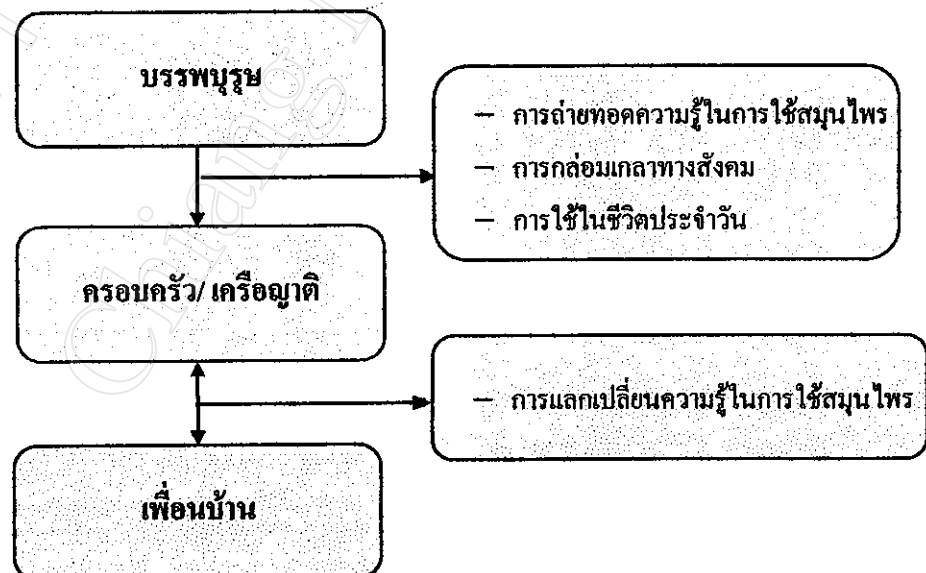 บรรพบุรุษ
– การถ่ายทอดความรู้ในการใช้สมุนไพร
– การกล่อมเกลาทางสังคม
– การใช้ในชีวิตประจำวัน
ครอบครัว/ เครือญาติ
– การแลกเปลี่ยนความรู้ในการใช้สมุนไพร
เพื่อนบ้าน
Chiang